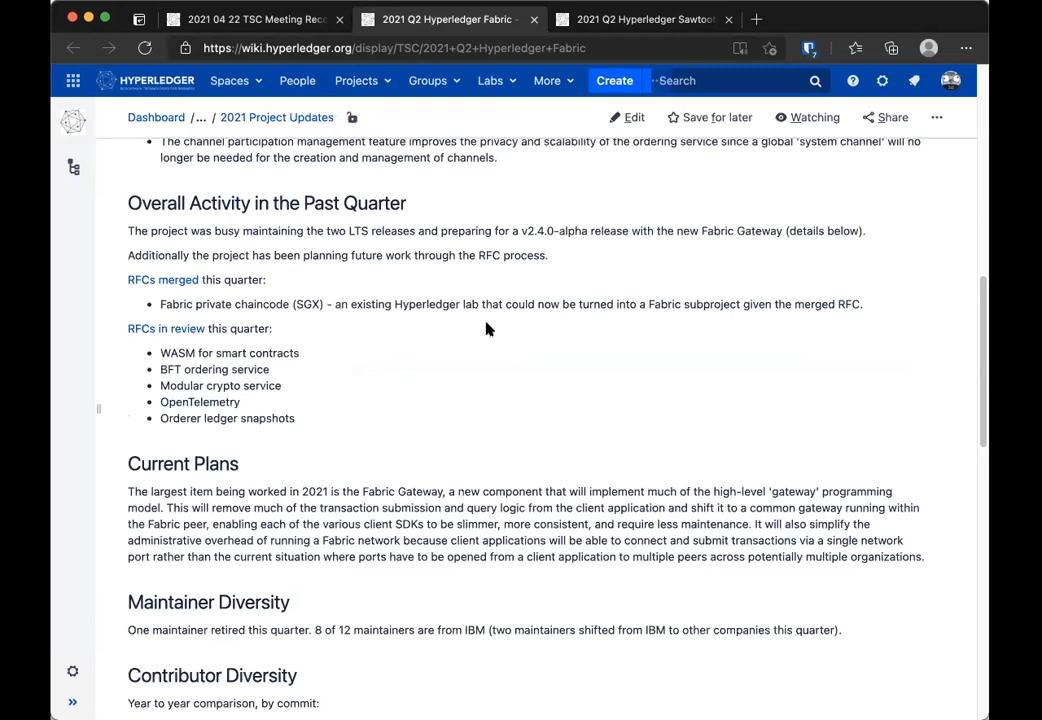 2021 04 22 TSC Meeting Reco
2021 Q2 Hyperledger Fabric -
2021 Q2 Hyperledger Sawtoot
https://wiki.hyperledger.org/display/TSC/2021+Q2+Hyperledger+Fabric
7
HYPERLEDGER
Spaces
People
Projects
Groups
Labs
More
Create
Search
Dashboard /... / 2021 Project Updates
Edit
Save for later
Watching
Share
• The channel participation management feature improves the privacy and scalability of the ordering service since a global 'system channel' will no
longer be needed for the creation and management of channels.
Overall Activity in the Past Quarter
The project was busy maintaining the two LTS releases and preparing for a v2.4.0-alpha release with the new Fabric Gateway (details below).
Additionally the project has been planning future work through the RFC process.
RFCs merged this quarter:
• Fabric private chaincode (SGX) - an existing Hyperledger lab that could now be turned into a Fabric subproject given the merged RFC.
RFCs in review this quarter:
• WASM for smart contracts
• BFT ordering service
• Modular crypto service
• OpenTelemetry
• Orderer ledger snapshots
Current Plans
The largest item being worked in 2021 is the Fabric Gateway, a new component that will implement much of the high-level 'gateway' programming
model. This will remove much of the transaction submission and query logic from the client application and shift it to a common gateway running within
the Fabric peer, enabling each of the various client SDKs to be slimmer, more consistent, and require less maintenance. It will also simplify the
administrative overhead of running a Fabric network because client applications will be able to connect and submit transactions via a single network
port rather than the current situation where ports have to be opened from a client application to multiple peers across potentially multiple organizations.
Maintainer Diversity
One maintainer retired this quarter. 8 of 12 maintainers are from IBM (two maintainers shifted from IBM to other companies this quarter).
Contributor Diversity
Year to year comparison, by commit: